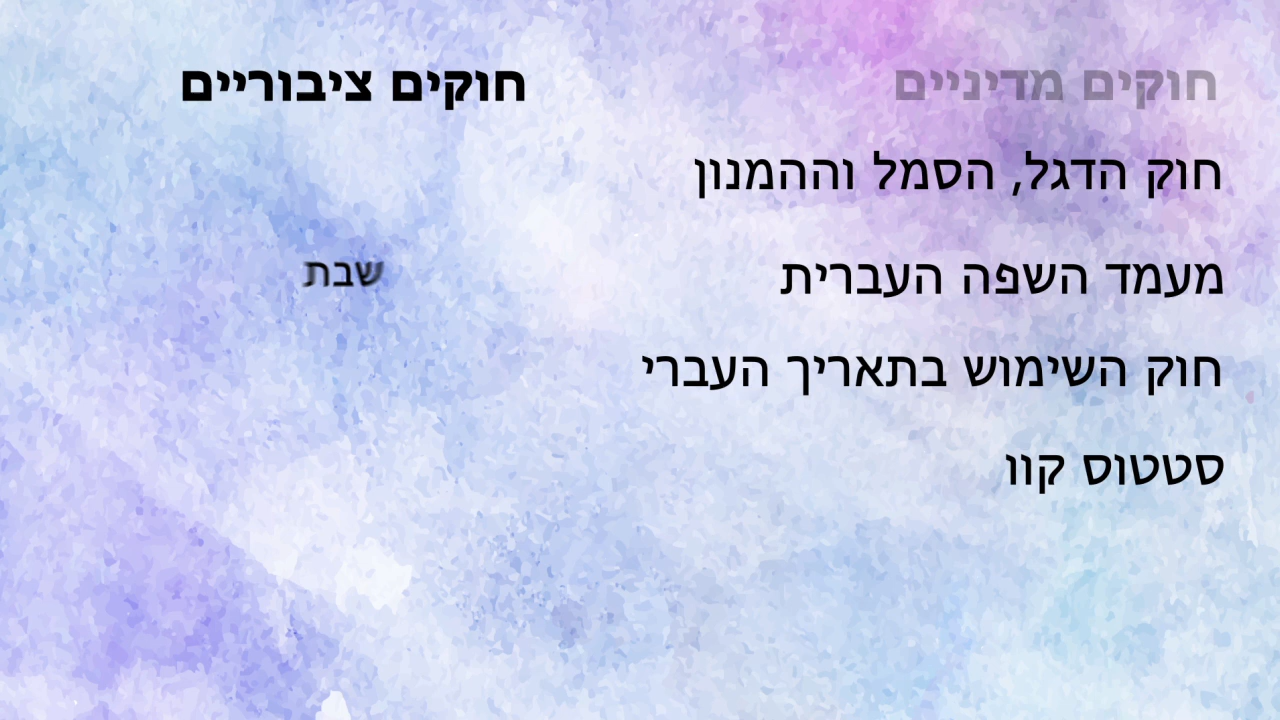 חוקים מדיניים
חוק הדגל, הסמל וההמנון
מעמד השפה העברית
חוק השימוש בתאריך העברי
סטטוס קוו
חוקים ציבוריים
שבת